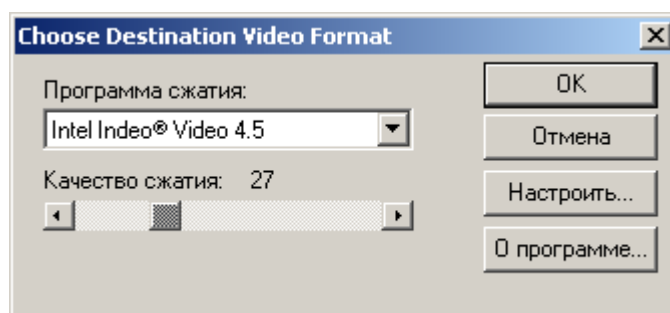 Choose Destination Video Format
Программа сжатия:
Intel Indeo® Video 4.5
Качество сжатия: 27
OK
Отмена
Настроить...
О программе...